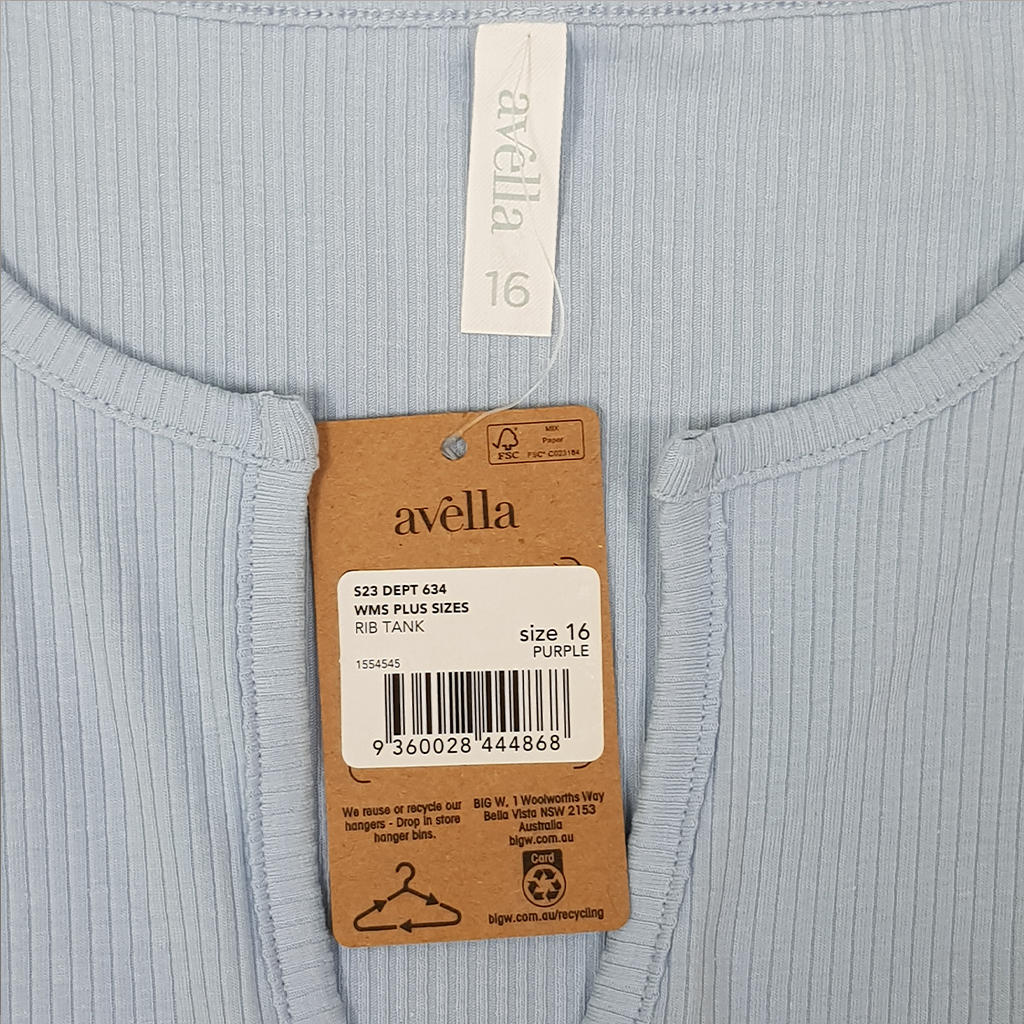 avella
16
FSC
MIX
Paper
FSC® C023184
avella
S23 DEPT 634
WMS PLUS SIZES
RIB TANK
size 16
PURPLE
1554545
9 360028 444868
We reuse or recycle our
hangers - Drop in store
hanger bins.
BIG W, 1 Woolworths Way
Bella Vista NSW 2153
Australia
bigw.com.au
Card
bigw.com.au/recycling